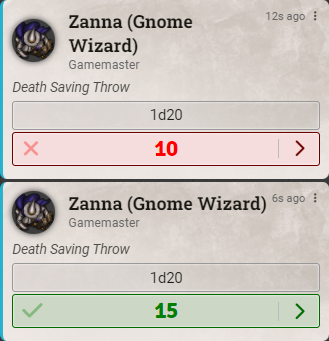 Zanna (Gnome 12s ago
Wizard)
Gamemaster
Death Saving Throw
1d20
10
Zanna (Gnome Wizard) 6s ago
Gamemaster
Death Saving Throw
1d20
15